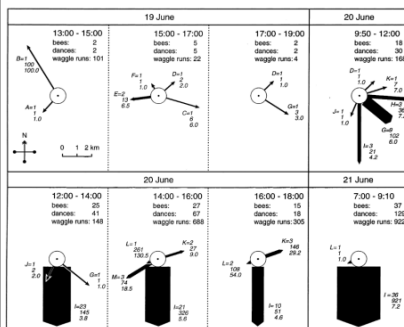 19 June
20 June
13:00 - 15:00
bees: 2
dances: 2
waggle runs: 101
B=1
100
100.0
A=1
1
1.0
N
0 1 2 km
15:00 - 17:00
bees: 5
dances: 5
waggle runs: 22
F=1
1
1.0
D=1
2
2.0
E=2
13
6.5
C=1
6
6.0
17:00 - 19:00
bees: 2
dances: 2
waggle runs: 4
D=1
1
1.0
G=1
3
3.0
9:50 - 12:00
bees: 18
dances: 30
D=1
1
1.0
K=1
7
7.0
J=1
1
1.0
G=8
102
6.0
I=3
21
4.2
20 June
21 June
12:00 - 14:00
bees: 25
dances: 41
waggle runs: 148
J=1
2
2.0
G=1
1
1.0
I=23
145
3.8
14:00 - 16:00
bees: 27
dances: 67
waggle runs: 688
L=1
261
130.5
K=2
27
9.0
M=3
74
18.5
I=21
326
5.6
16:00 - 18:00
bees: 15
dances: 18
waggle runs: 305
K=3
146
29.2
L=2
108
54.0
I=10
51
4.6
7:00 - 9:10
bees: 37
dances: 129
waggle runs: 922
L=1
1
1.0
I =36
921
7.2